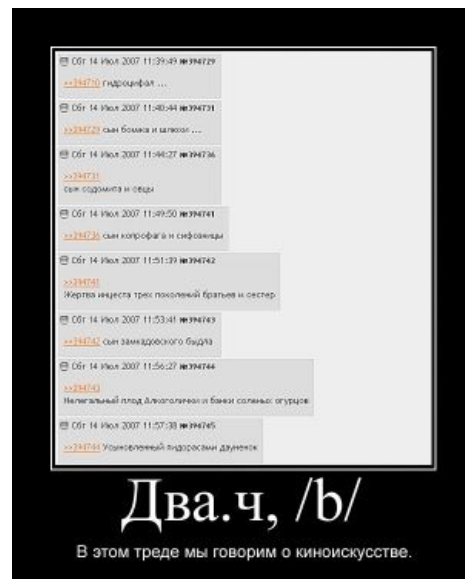 Сбт 14 Июл 2007 11:39:49 №394729
>>394710 гидроцифал ...
Сбт 14 Июл 2007 11:40:44 №394731
>>394729 сын бомжа и шлюхи ...
Сбт 14 Июл 2007 11:44:27 №394736
>>394731
сын содомита и овцы
Сбт 14 Июл 2007 11:49:50 №394741
>>394736 сын копрофага и сифозницы
Сбт 14 Июл 2007 11:51:39 №394742
>>394741
Жертва инцеста трех поколений братьев и сестер
Сбт 14 Июл 2007 11:53:41 №394743
>>394742 сын замкадовского быдла
Сбт 14 Июл 2007 11:56:27 №394744
>>394743
Нелегальный плод Алкоголички и банки соленых огурцов
Сбт 14 Июл 2007 11:57:38 №394745
>>394744 Усыновленный пидорасами дауненок
Два.ч, /b/
В этом треде мы говорим о киноискусстве.